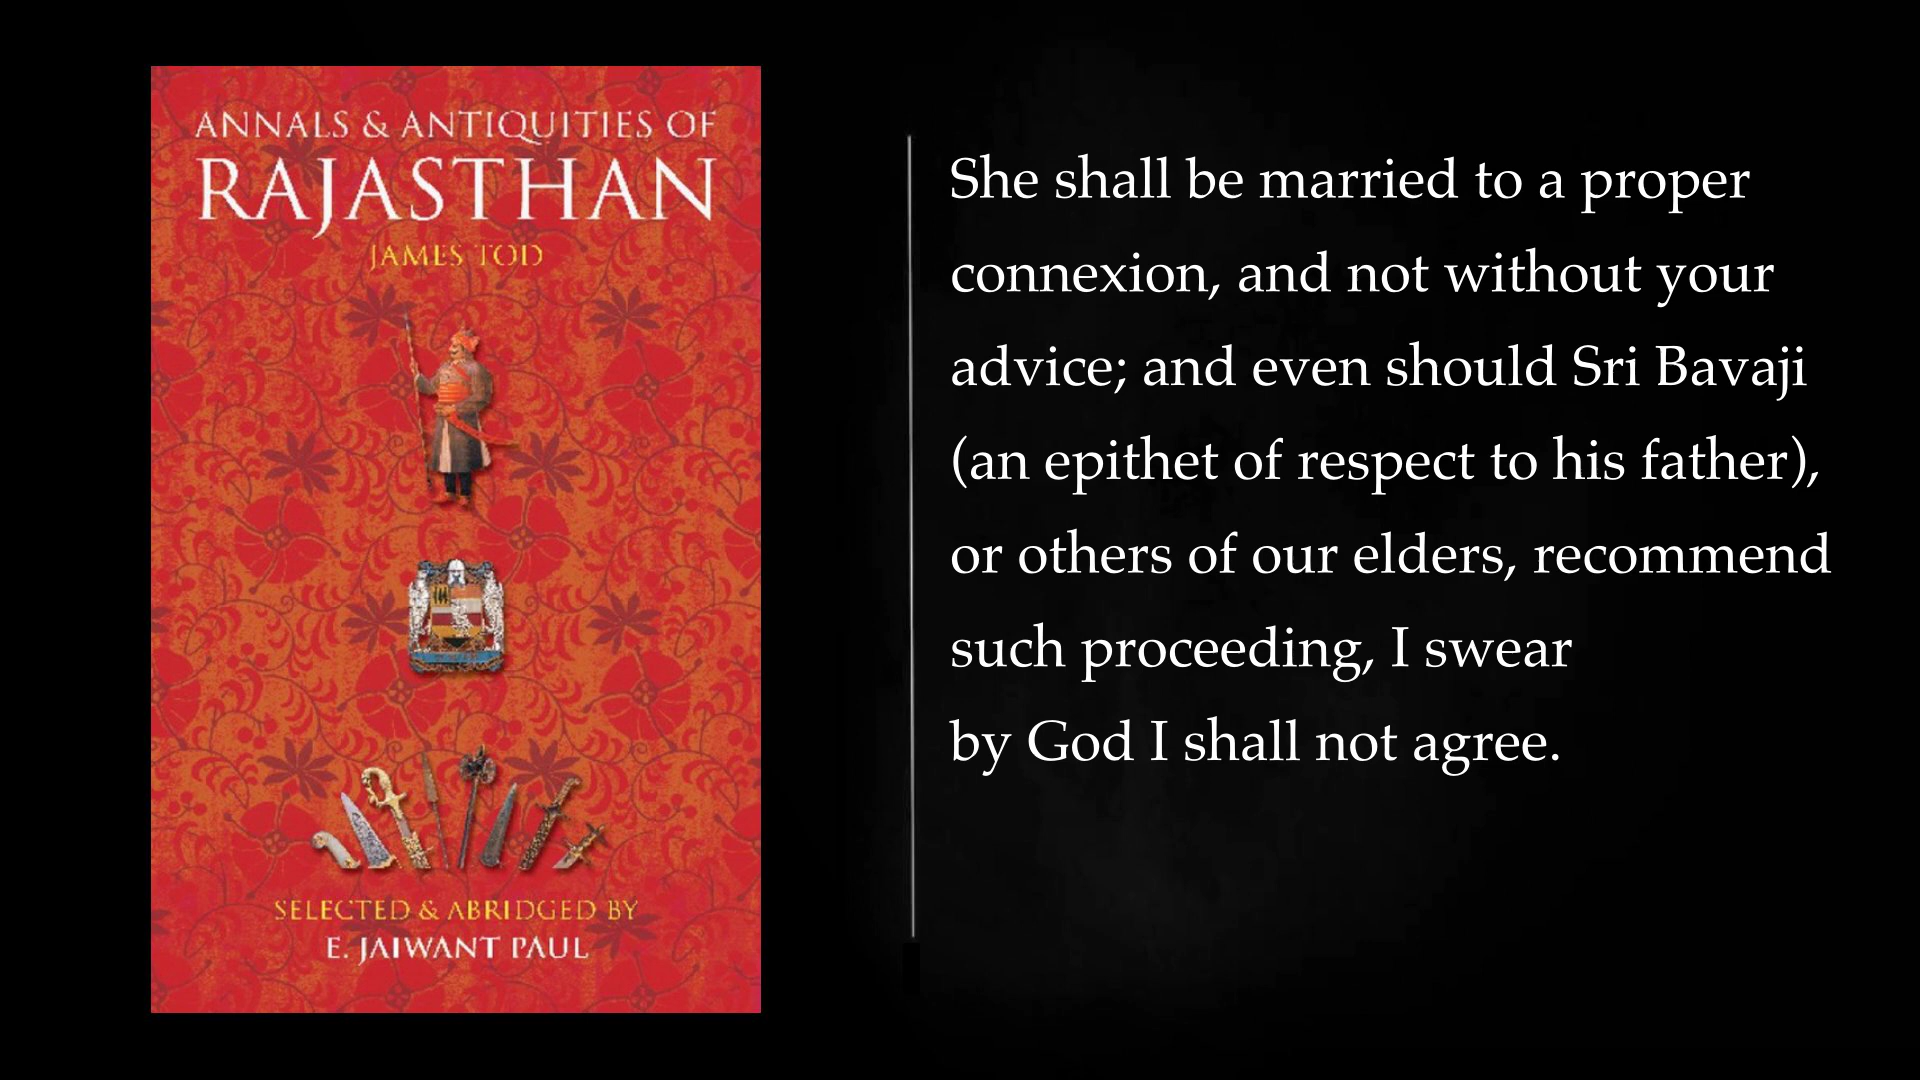 ANNALS & ANTIQUITIES OF
RAJASTHAN
JAMES TOD
SELECTED & ABRIDGED BY
E. JAIWANT PAUL
She shall be married to a proper
connexion, and not without your
advice; and even should Sri Bavaji
(an epithet of respect to his father),
or others of our elders, recommend
such proceeding, I swear
by God I shall not agree.